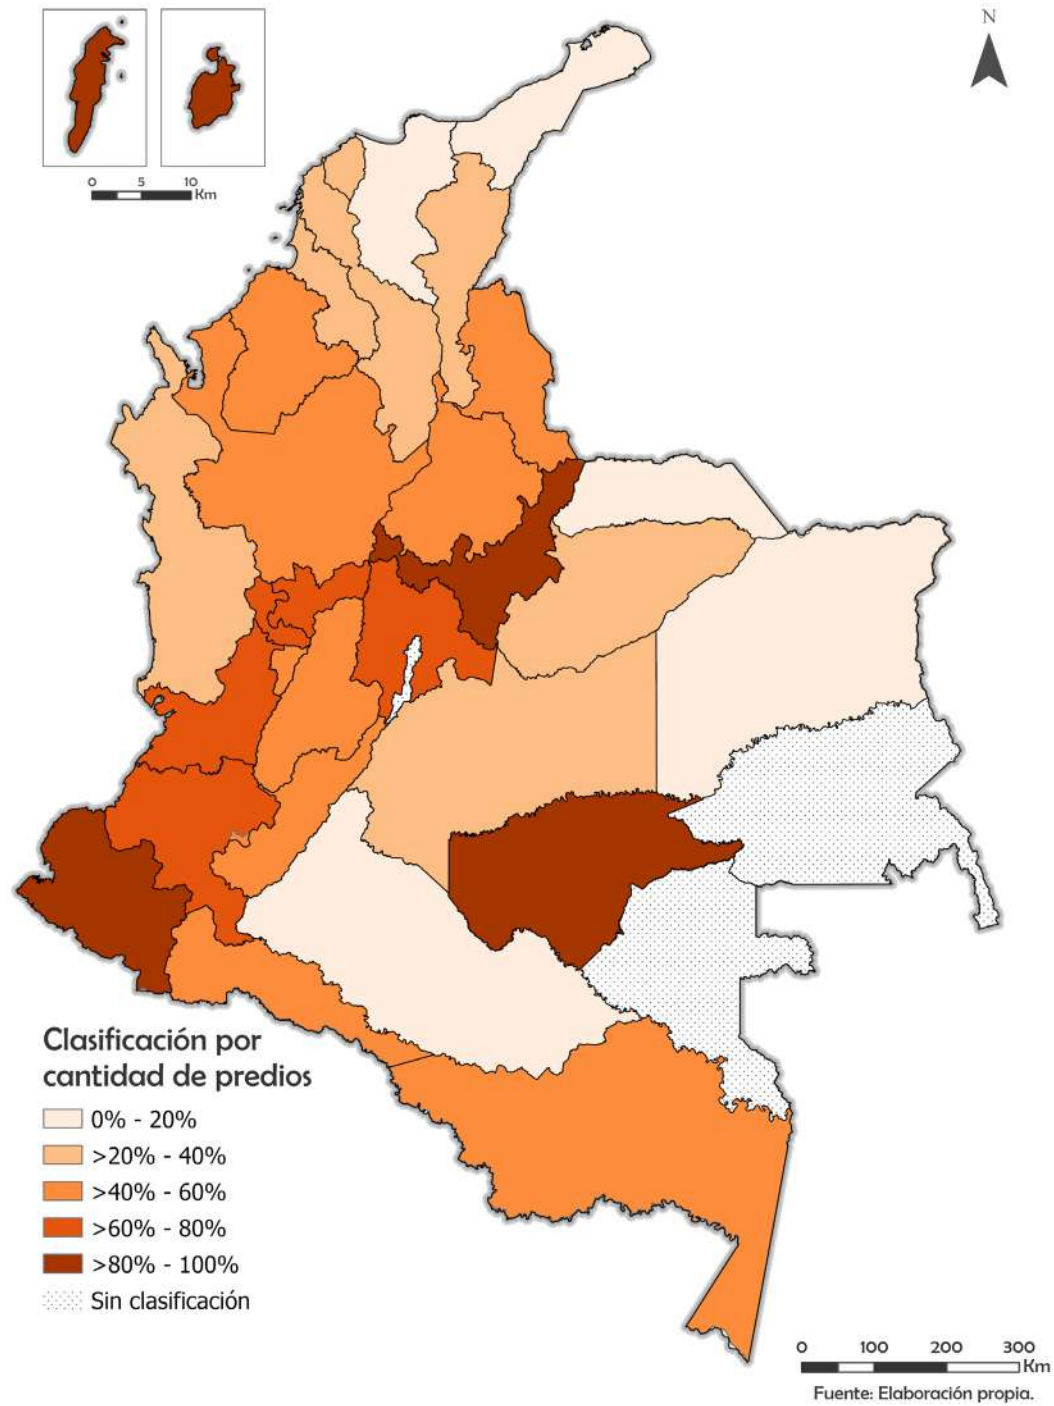 N
0 5 10
Km
Clasificación por
cantidad de predios
0% - 20%
>20% - 40%
>40% - 60%
>60% - 80%
>80% - 100%
Sin clasificación
0 100 200 300
Km
Fuente: Elaboración propia.